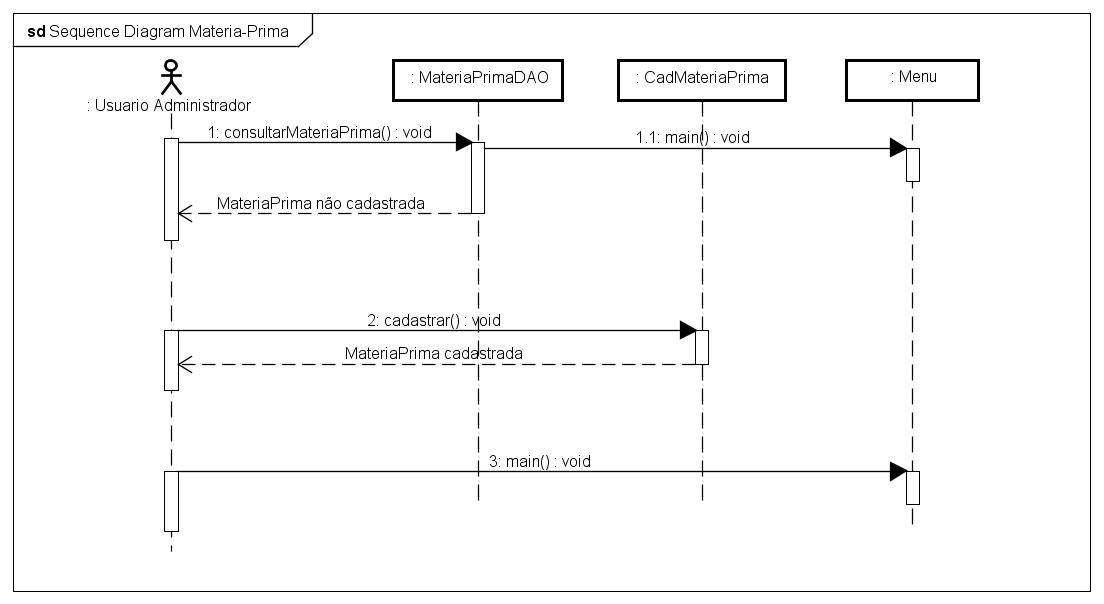 sd Sequence Diagram Materia-Prima
: Usuario Administrador
: MateriaPrimaDAO
: CadMateriaPrima
: Menu
1: consultarMateriaPrima() : void
1.1: main() : void
MateriaPrima não cadastrada
2: cadastrar() : void
MateriaPrima cadastrada
3: main() : void